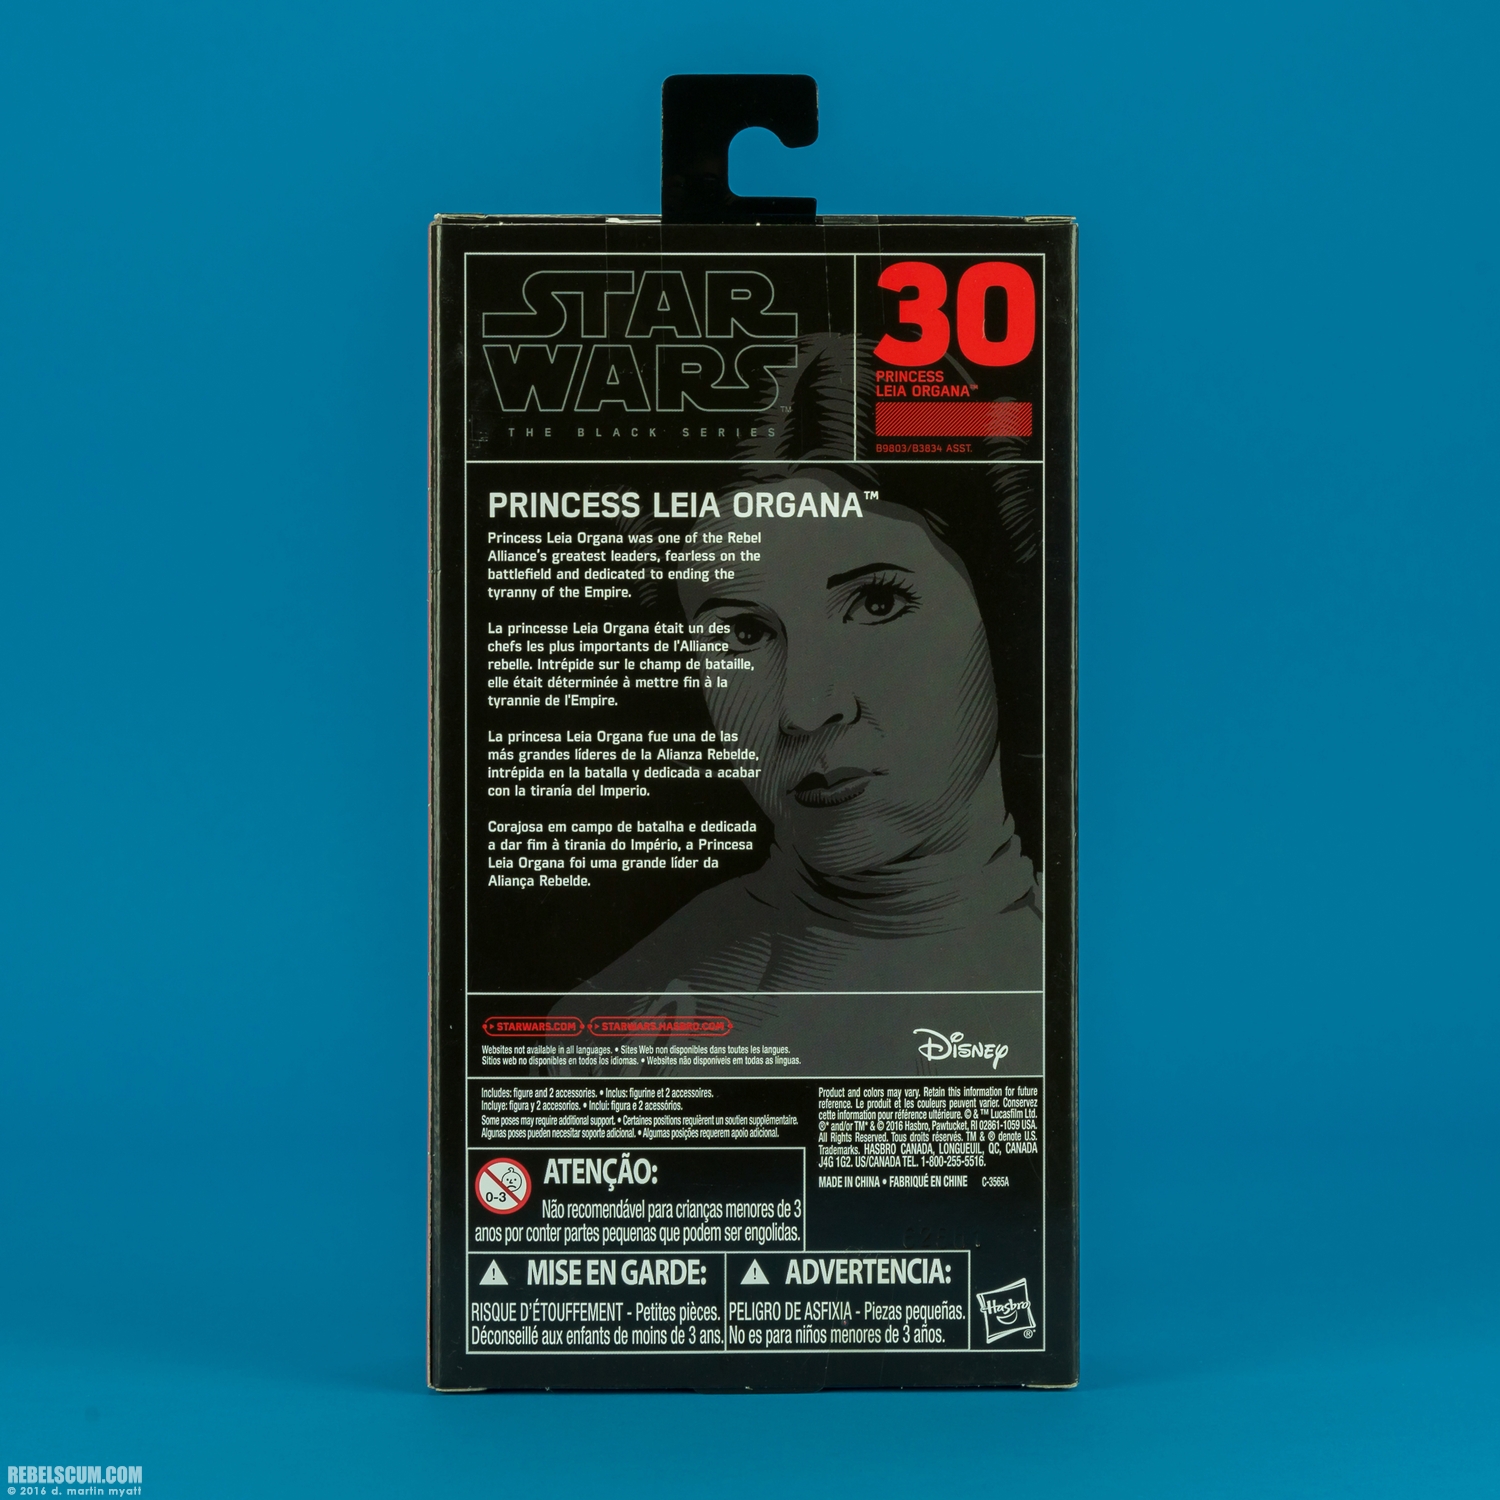 STAR
WARS
™
THE BLACK SERIES
30
PRINCESS
LEIA ORGANA™
B9803/B3834 ASST.
PRINCESS LEIA ORGANA™
Princess Leia Organa was one of the Rebel
Alliance's greatest leaders, fearless on the
battlefield and dedicated to ending the
tyranny of the Empire.
La princesse Leia Organa était un des
chefs les plus importants de l'Alliance
rebelle. Intrépide sur le champ de bataille,
elle était déterminée à mettre fin à la
tyrannie de l'Empire.
La princesa Leia Organa fue una de las
más grandes líderes de la Alianza Rebelde,
intrépida en la batalla y dedicada a acabar
con la tiranía del Imperio.
Corajosa em campo de batalha e dedicada
a dar fim à tirania do Império, a Princesa
Leia Organa foi uma grande líder da
Aliança Rebelde.
STARWARS.COM STARWARS.HASBRO.COM
Websites not available in all languages. • Sites Web non disponibles dans toutes les langues.
Sitios web no disponibles en todos los idiomas. • Websites não disponíveis em todas as línguas.
Disney
Includes: figure and 2 accessories. • Inclus: figurine et 2 accessoires.
Incluye: figura y 2 accesorios. • Inclui: figura e 2 acessórios.
Some poses may require additional support. • Certaines positions requièrent un soutien supplémentaire.
Algunas poses pueden necesitar soporte adicional. • Algumas posições requerem apoio adicional.
Product and colors may vary. Retain this information for future
reference. Le produit et les couleurs peuvent varier. Conservez
cette information pour référence ultérieure. © & ™ Lucasfilm Ltd.
®* and/or TM* & © 2016 Hasbro, Pawtucket, RI 02861-1059 USA.
All Rights Reserved. Tous droits réservés. TM & ® denote U.S.
Trademarks. HASBRO CANADA, LONGUEUIL, QC, CANADA
J4G 1G2. US/CANADA TEL. 1-800-255-5516.
MADE IN CHINA • FABRIQUÉ EN CHINE C-3565A
0-3
ATENÇÃO:
Não recomendável para crianças menores de 3
anos por conter partes pequenas que podem ser engolidas.
MISE EN GARDE:
RISQUE D'ÉTOUFFEMENT - Petites pièces.
Déconseillé aux enfants de moins de 3 ans.
ADVERTENCIA:
PELIGRO DE ASFIXIA - Piezas pequeñas.
No es para niños menores de 3 años.
Hasbro
®*
REBELSCUM.COM
© 2016 d. martin myatt